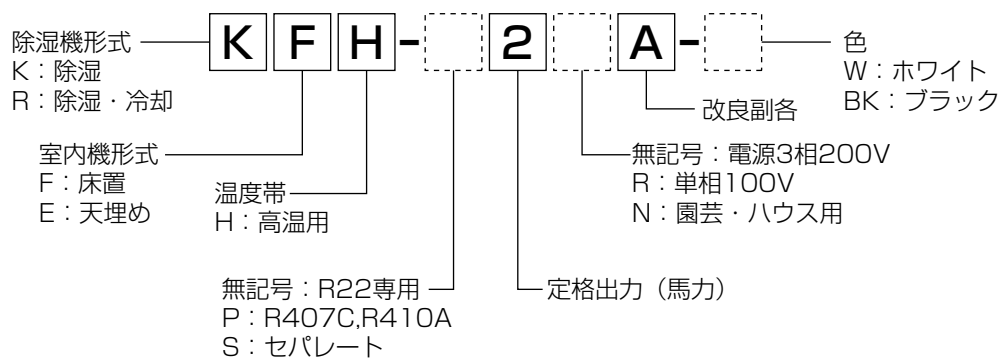 KFH-2A-
除湿機形式
K：除湿
R：除湿・冷却
色
W：ホワイト
BK：ブラック
改良副各
室内機形式
F：床置
E：天埋め
温度帯
H：高温用
無記号：電源3相200V
R：単相100V
N：園芸・ハウス用
無記号：R22専用
P：R407C,R410A
S：セパレート
定格出力（馬力）